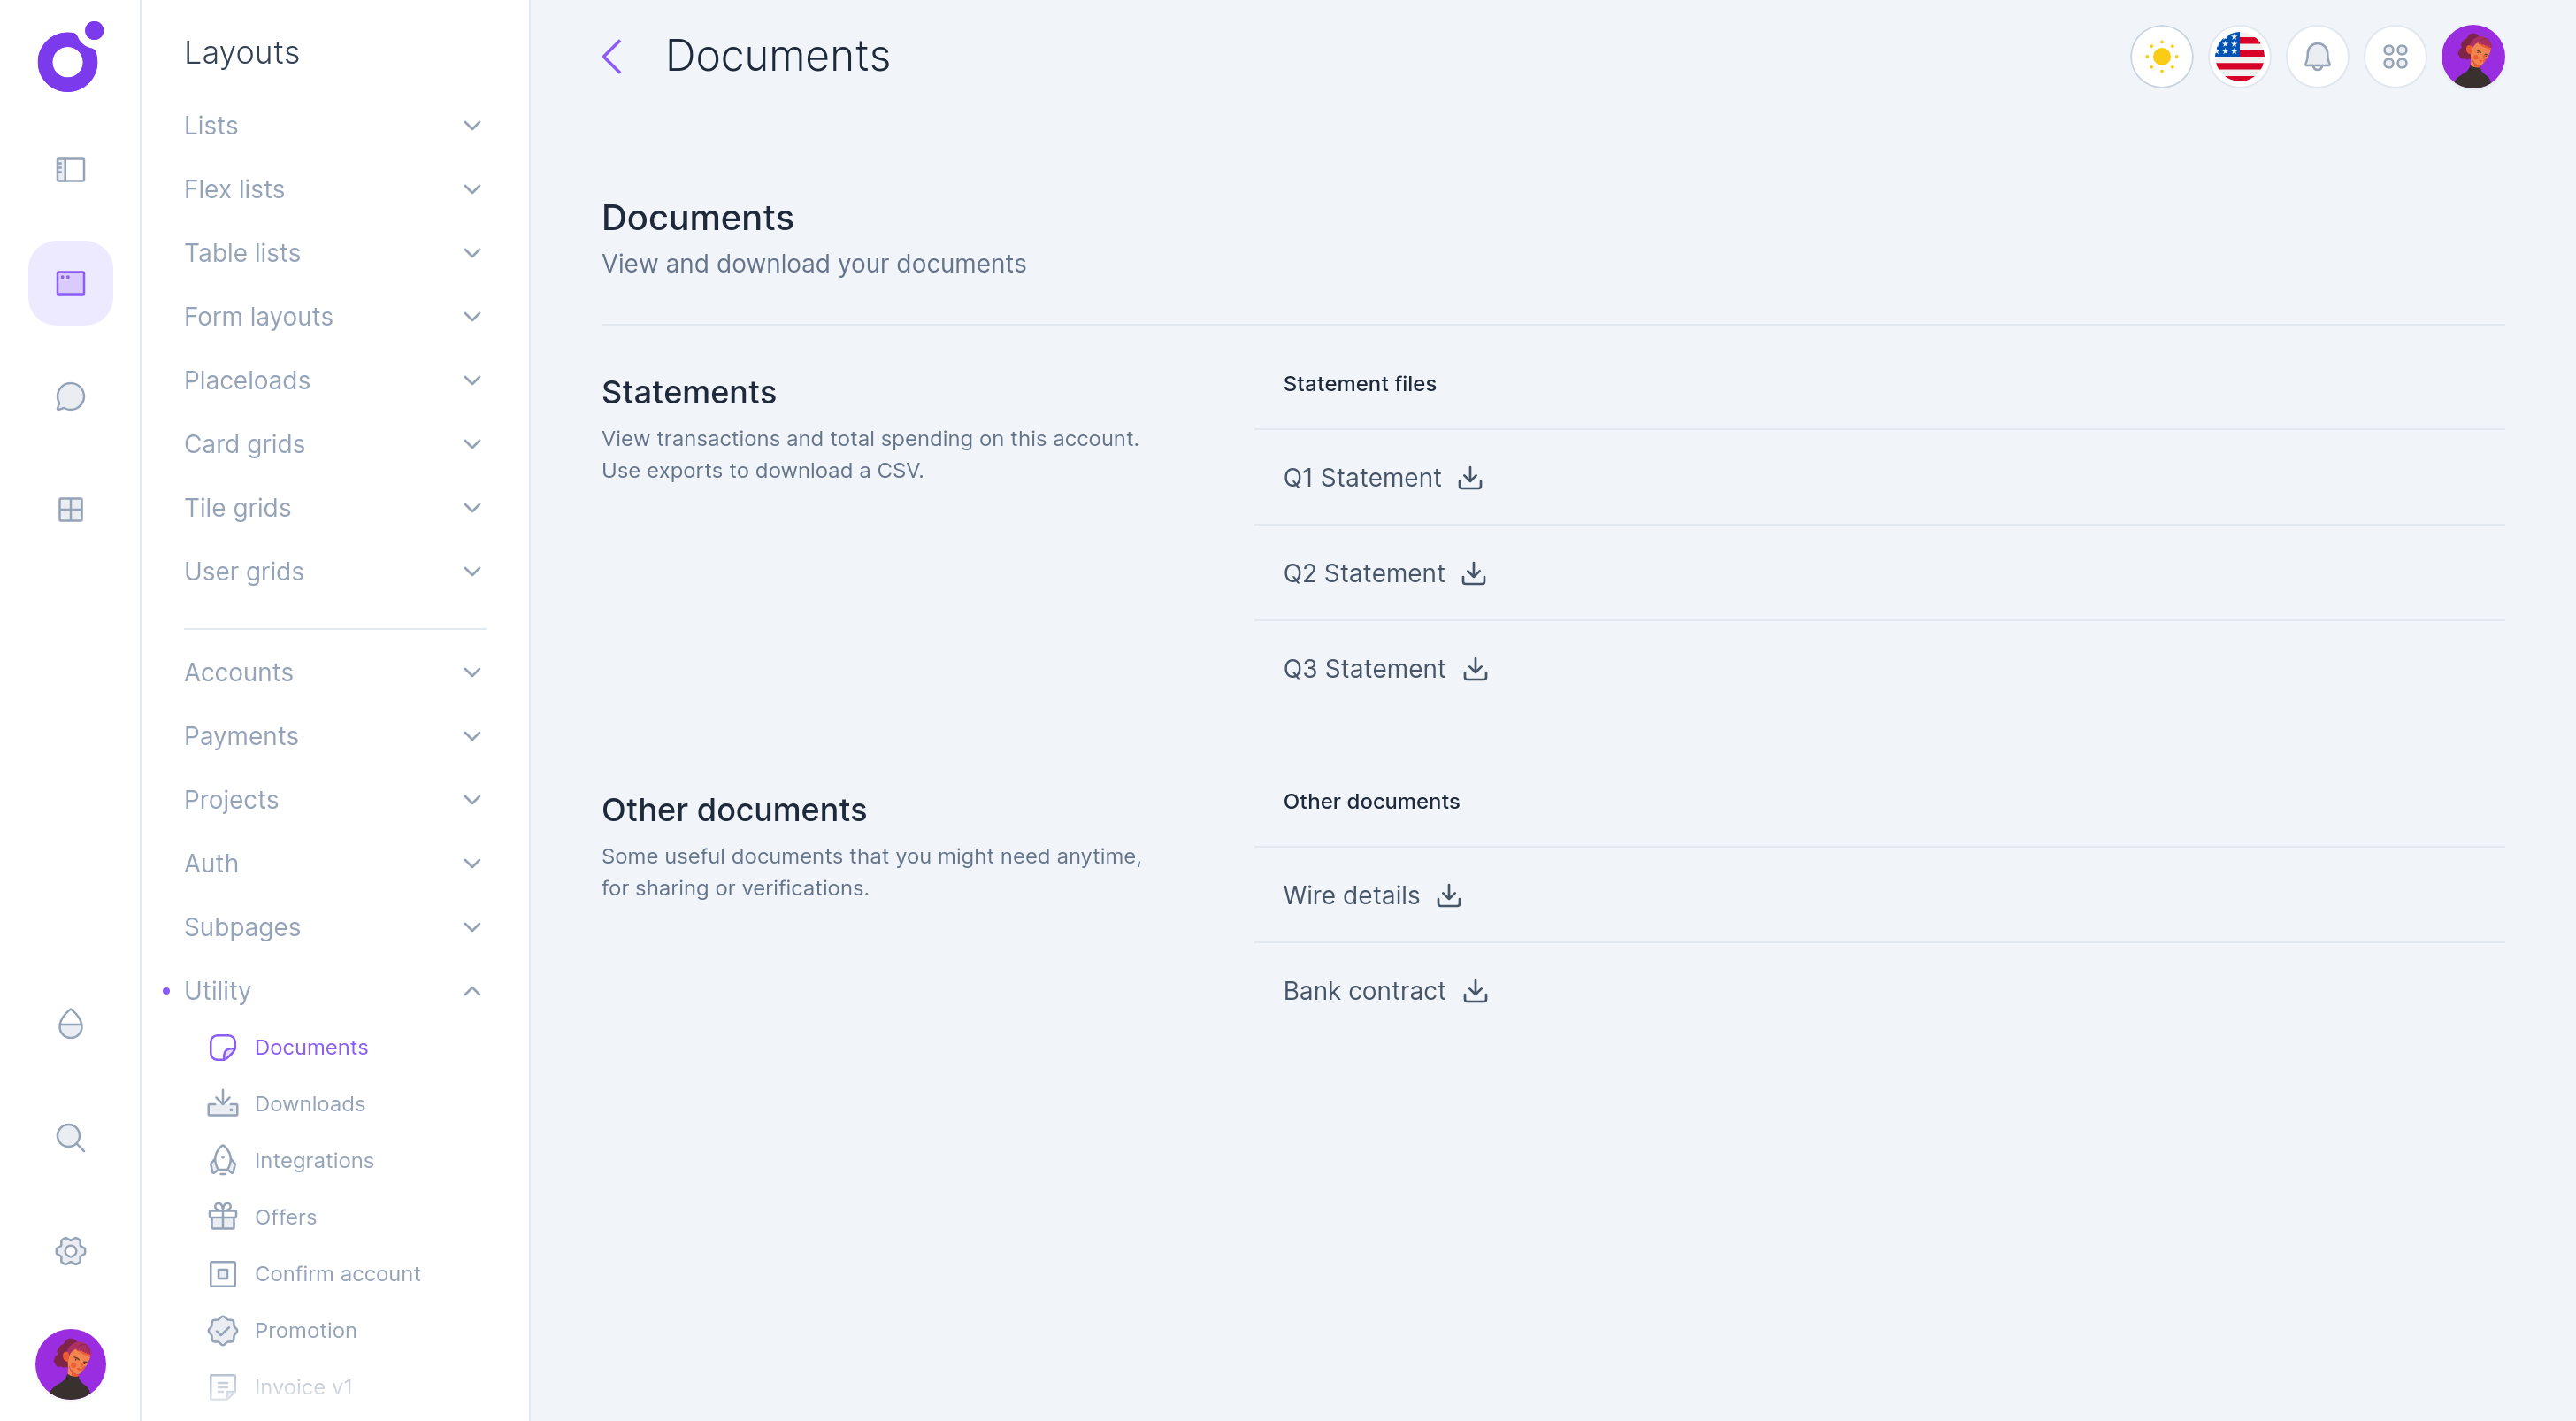 Layouts
Lists
Flex lists
Table lists
Form layouts
Placeloads
Card grids
Tile grids
User grids
Accounts
Payments
Projects
Auth
Subpages
Utility
Documents
Downloads
Integrations
Offers
Confirm account
Promotion
Invoice v1
Documents
Documents
View and download your documents
Statements
View transactions and total spending on this account.
Use exports to download a CSV.
Statement files
Q1 Statement
Q2 Statement
Q3 Statement
Other documents
Some useful documents that you might need anytime,
for sharing or verifications.
Other documents
Wire details
Bank contract